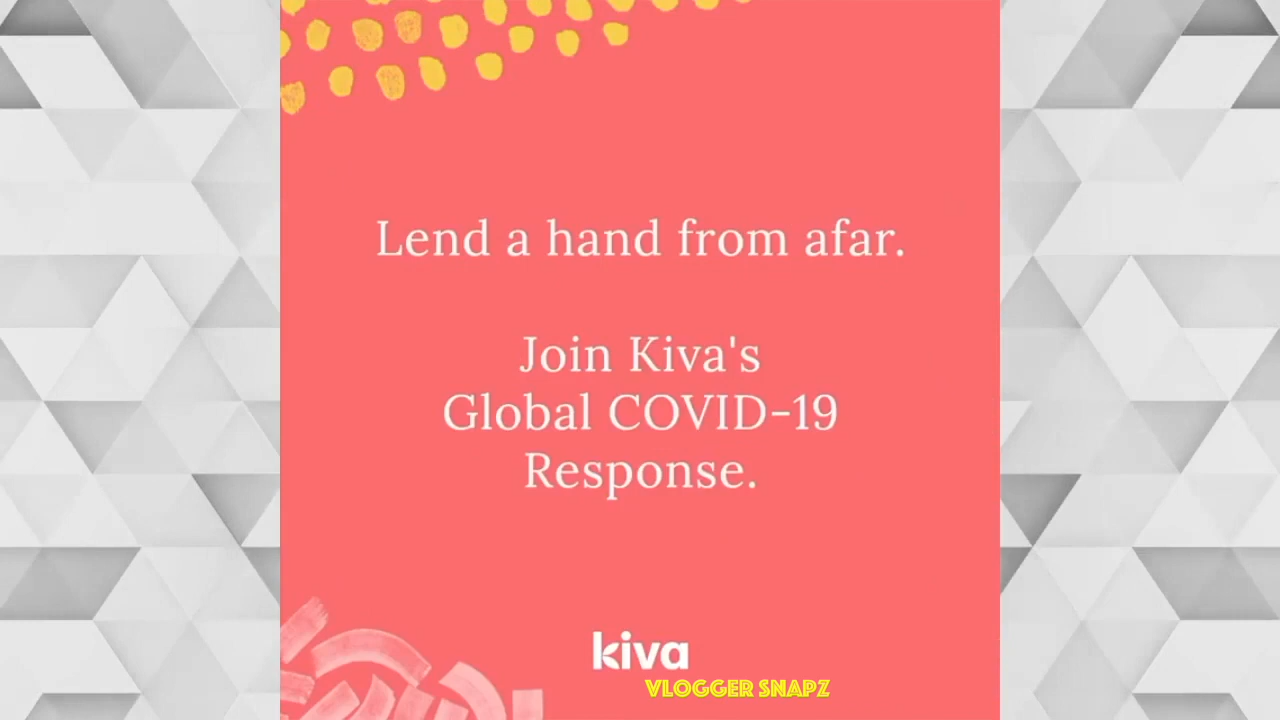 Lend a hand from afar.
Join Kiva's
Global COVID-19
Response.
kiva
VLOGGER SNAPZ